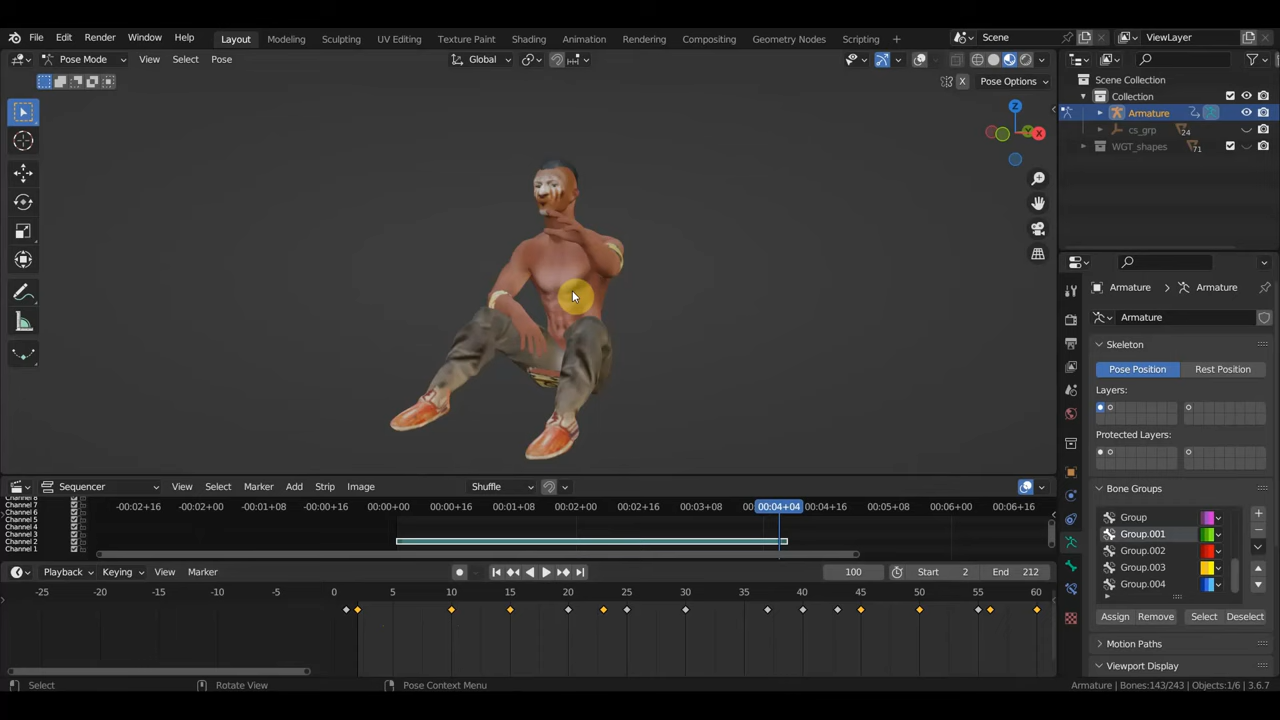 File Edit Render Window Help Layout Modeling Sculpting UV Editing Texture Paint Shading Animation Rendering Compositing Geometry Nodes Scripting + Scene ViewLayer
Pose Mode View Select Pose Global Scene Collection
X Pose Options Collection
Armature
cs_grp 24
WGT_shapes 71
Z
Y X
Armature Armature
Armature
Skeleton
Pose Position Rest Position
Layers:
Protected Layers:
Sequencer View Select Marker Add Strip Image Shuffle
Bone Groups
Channel 7 -00:02+16 -00:02+00 -00:01+08 -00:00+16 00:00+00 00:00+16 00:01+08 00:02+00 00:02+16 00:03+08 00:04+04 00:04+16 00:05+08 00:06+00 00:06+16
Channel 6
Channel 5
Channel 4
Channel 3
Channel 2
Channel 1
Group
Group.001
Group.002
Group.003
Group.004
Playback Keying View Marker 100 Start 2 End 212
-25 -20 -15 -10 -5 0 5 10 15 20 25 30 35 40 45 50 55 60
Assign Remove Select Deselect
Motion Paths
Viewport Display
Select Rotate View Pose Context Menu Armature | Bones:143/243 | Objects:1/6 | 3.6.7